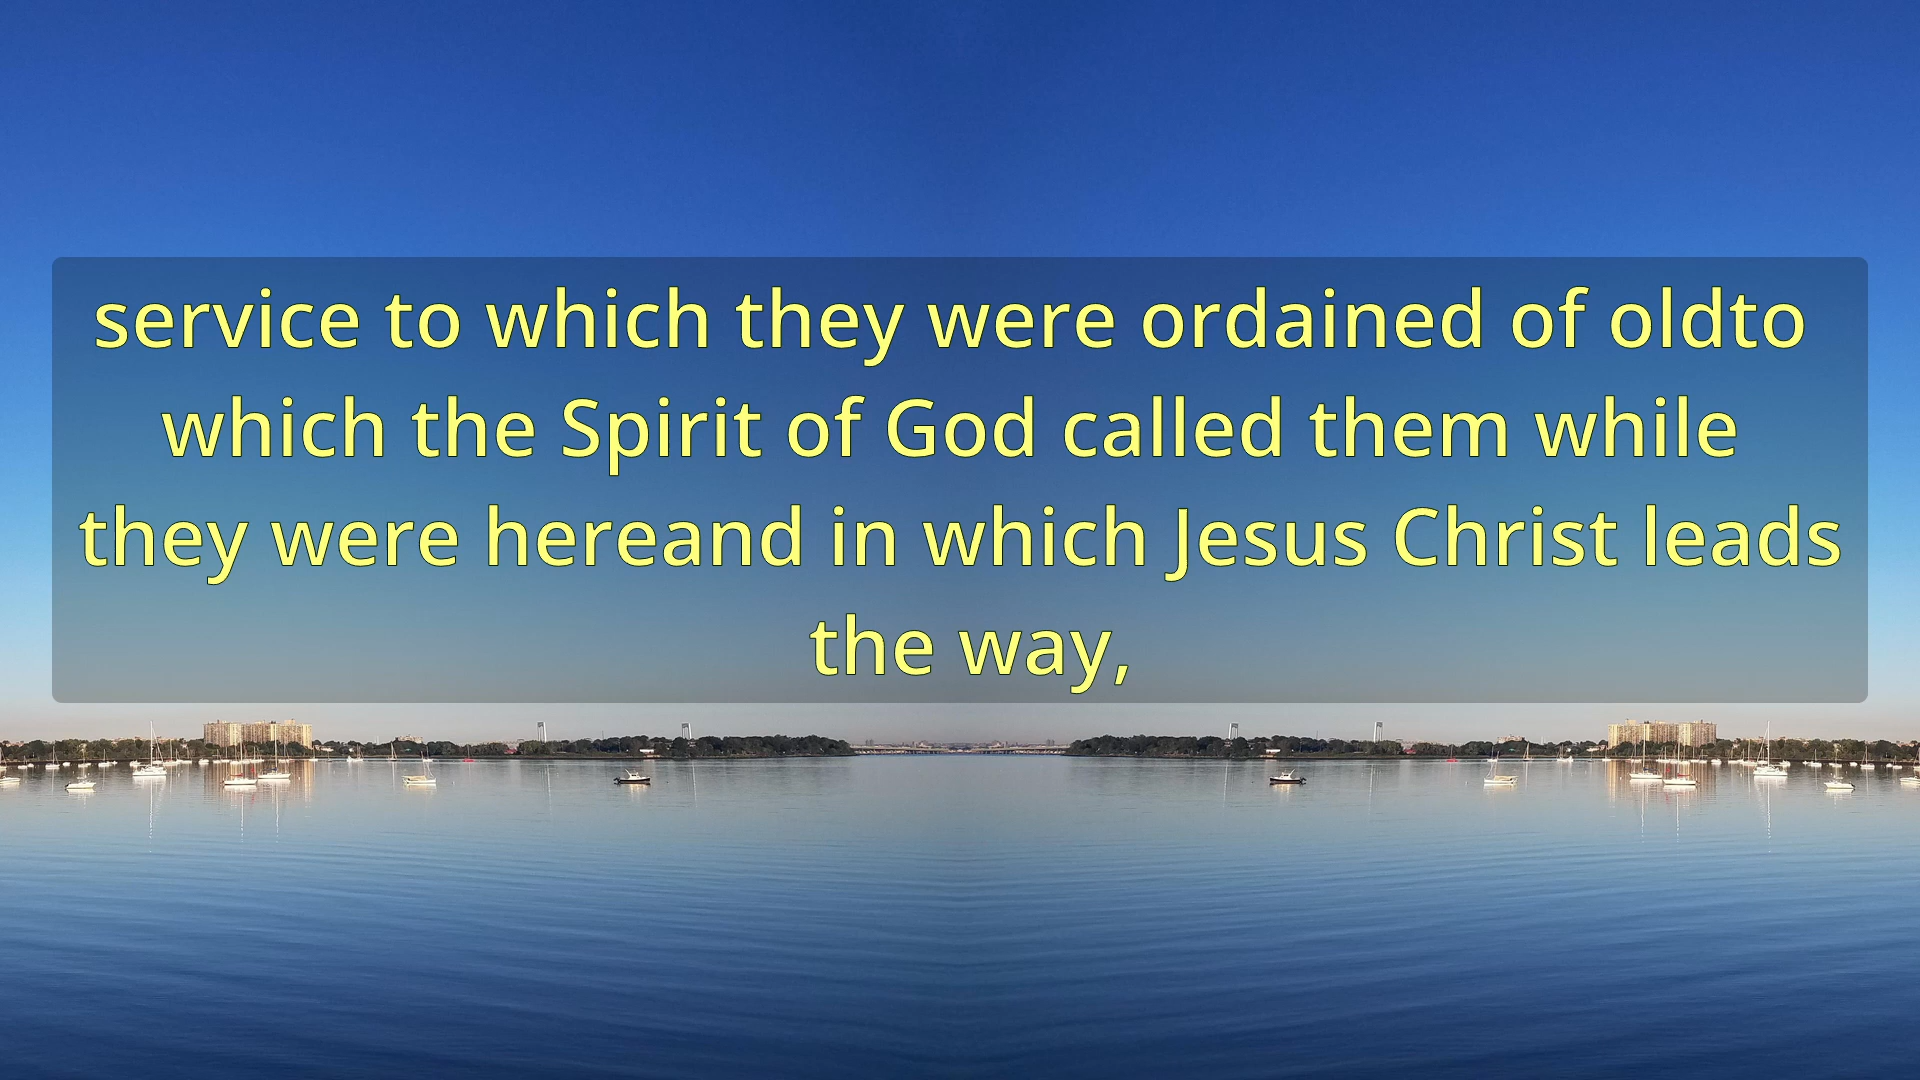 service to which they were ordained of oldto
which the Spirit of God called them while
they were hereand in which Jesus Christ leads
the way,